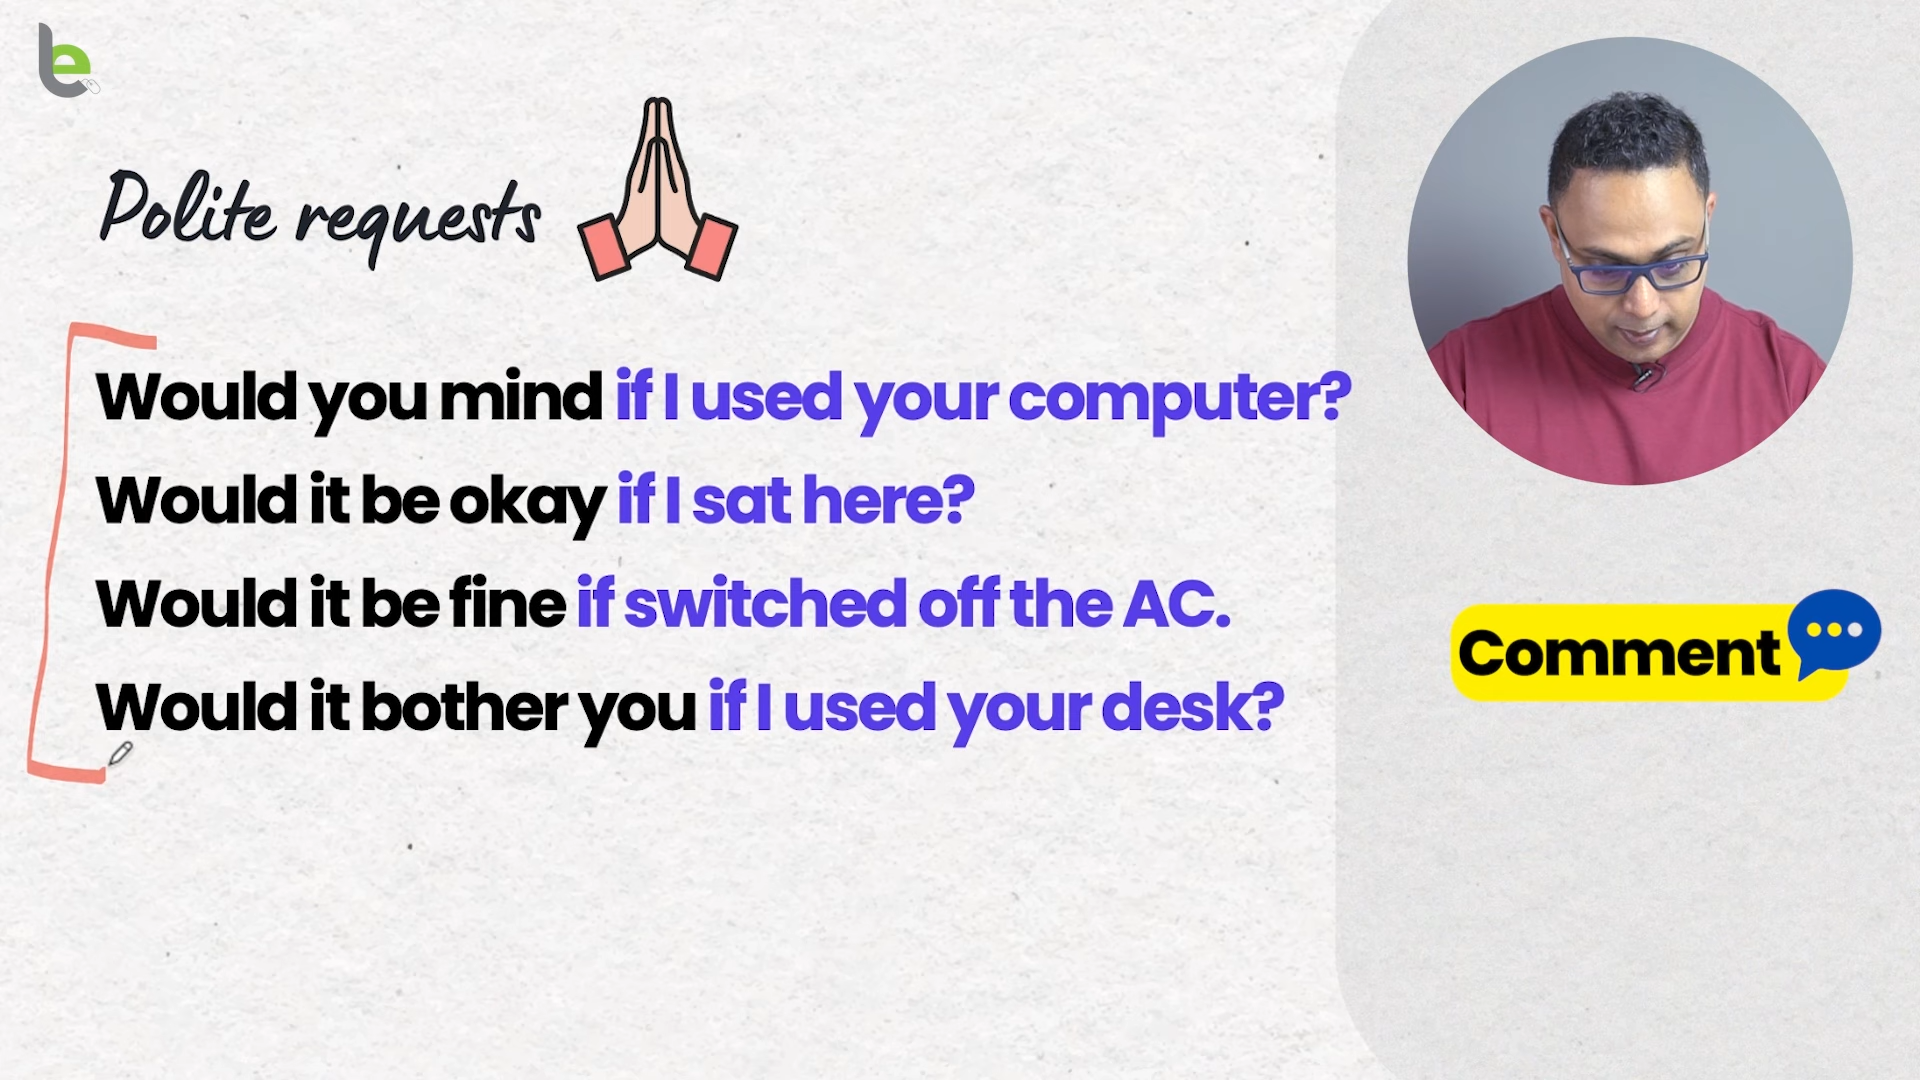 be
Polite requests
Would you mind if I used your computer?
Would it be okay if I sat here?
Would it be fine if switched off the AC.
Would it bother you if I used your desk?
Comment